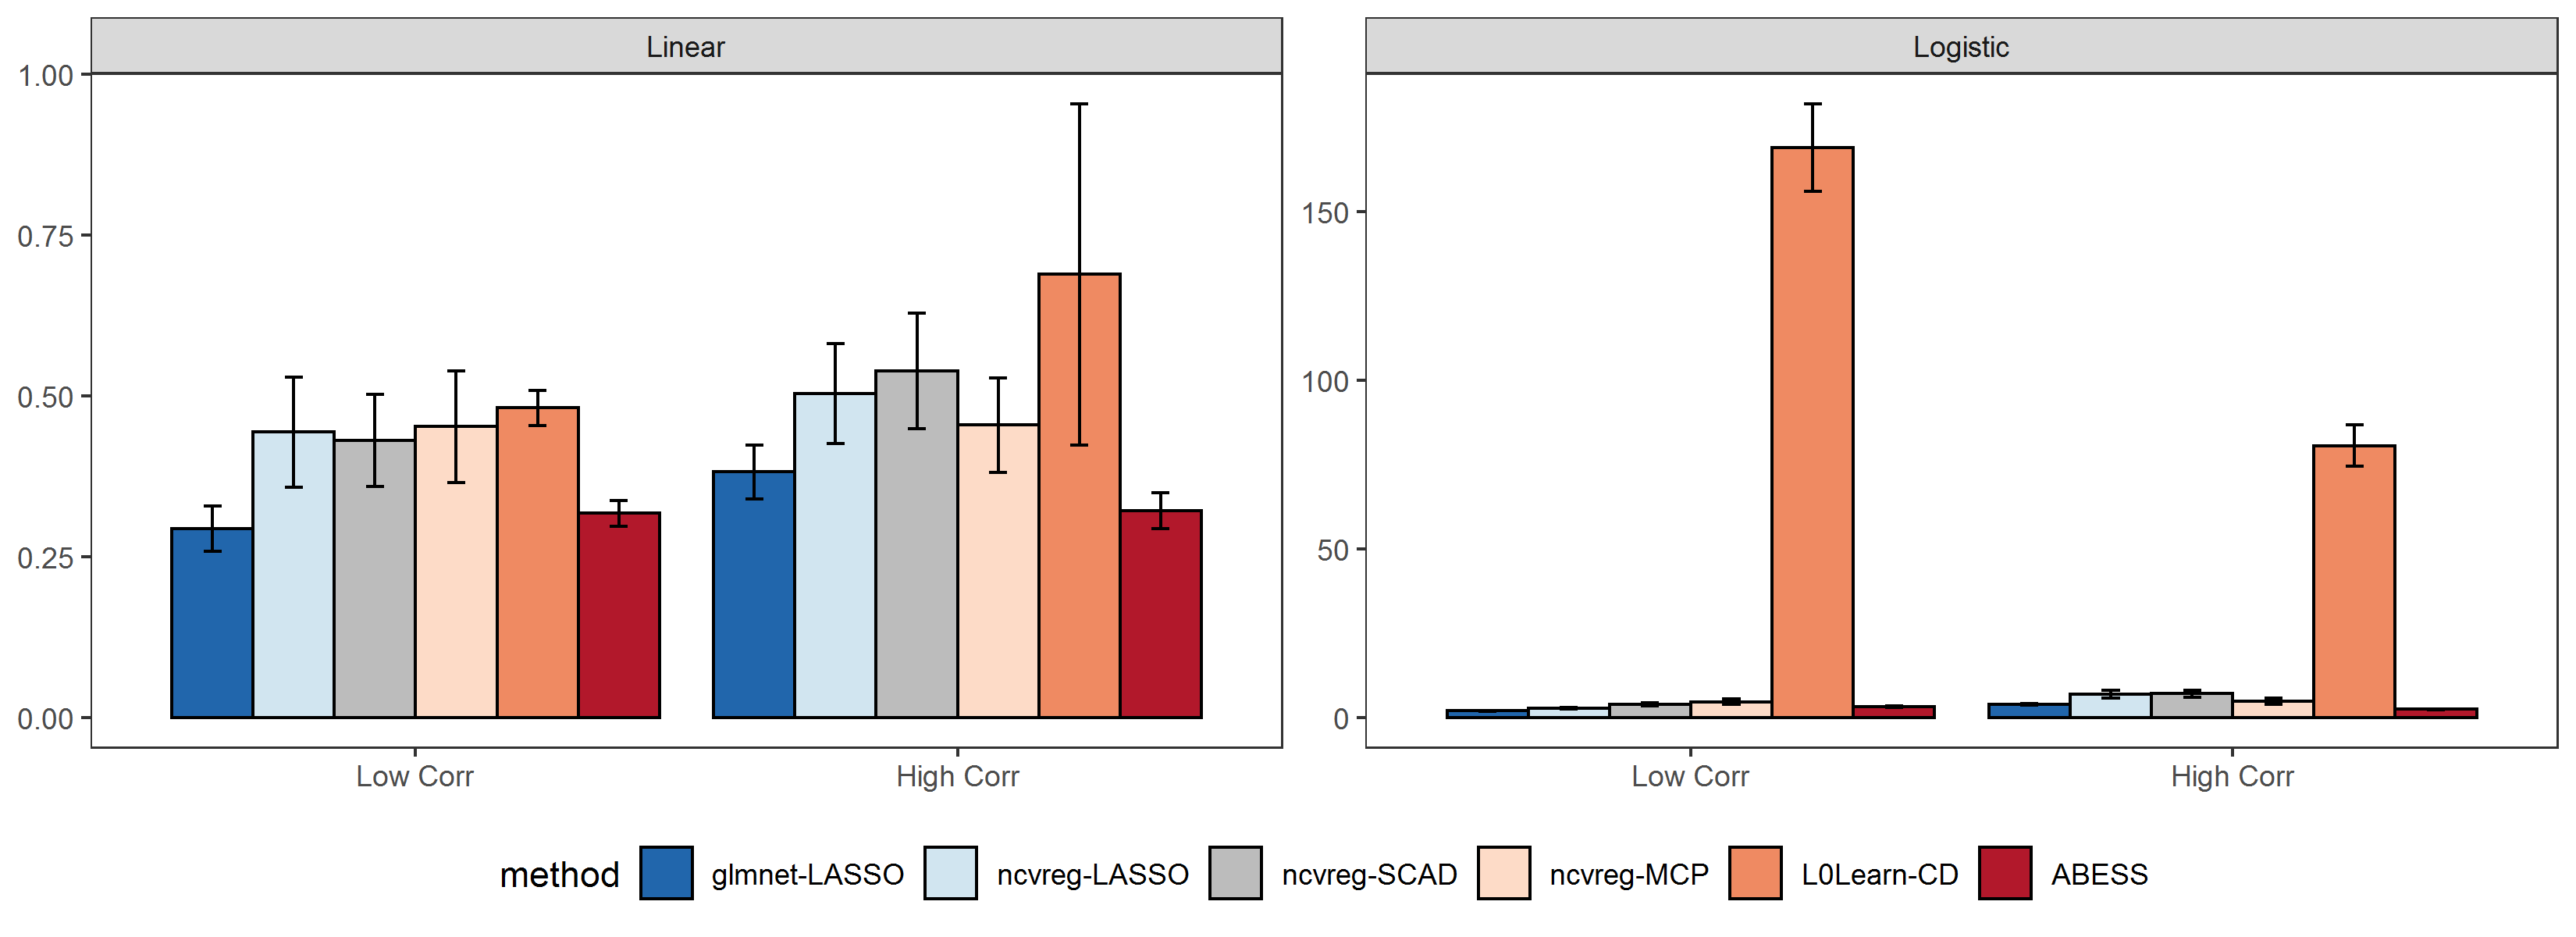 Linear
Logistic
1.00
0.75
0.50
0.25
0.00
150
100
50
0
Low Corr
High Corr
Low Corr
High Corr
method
glmnet-LASSO
ncvreg-LASSO
ncvreg-SCAD
ncvreg-MCP
L0Learn-CD
ABESS